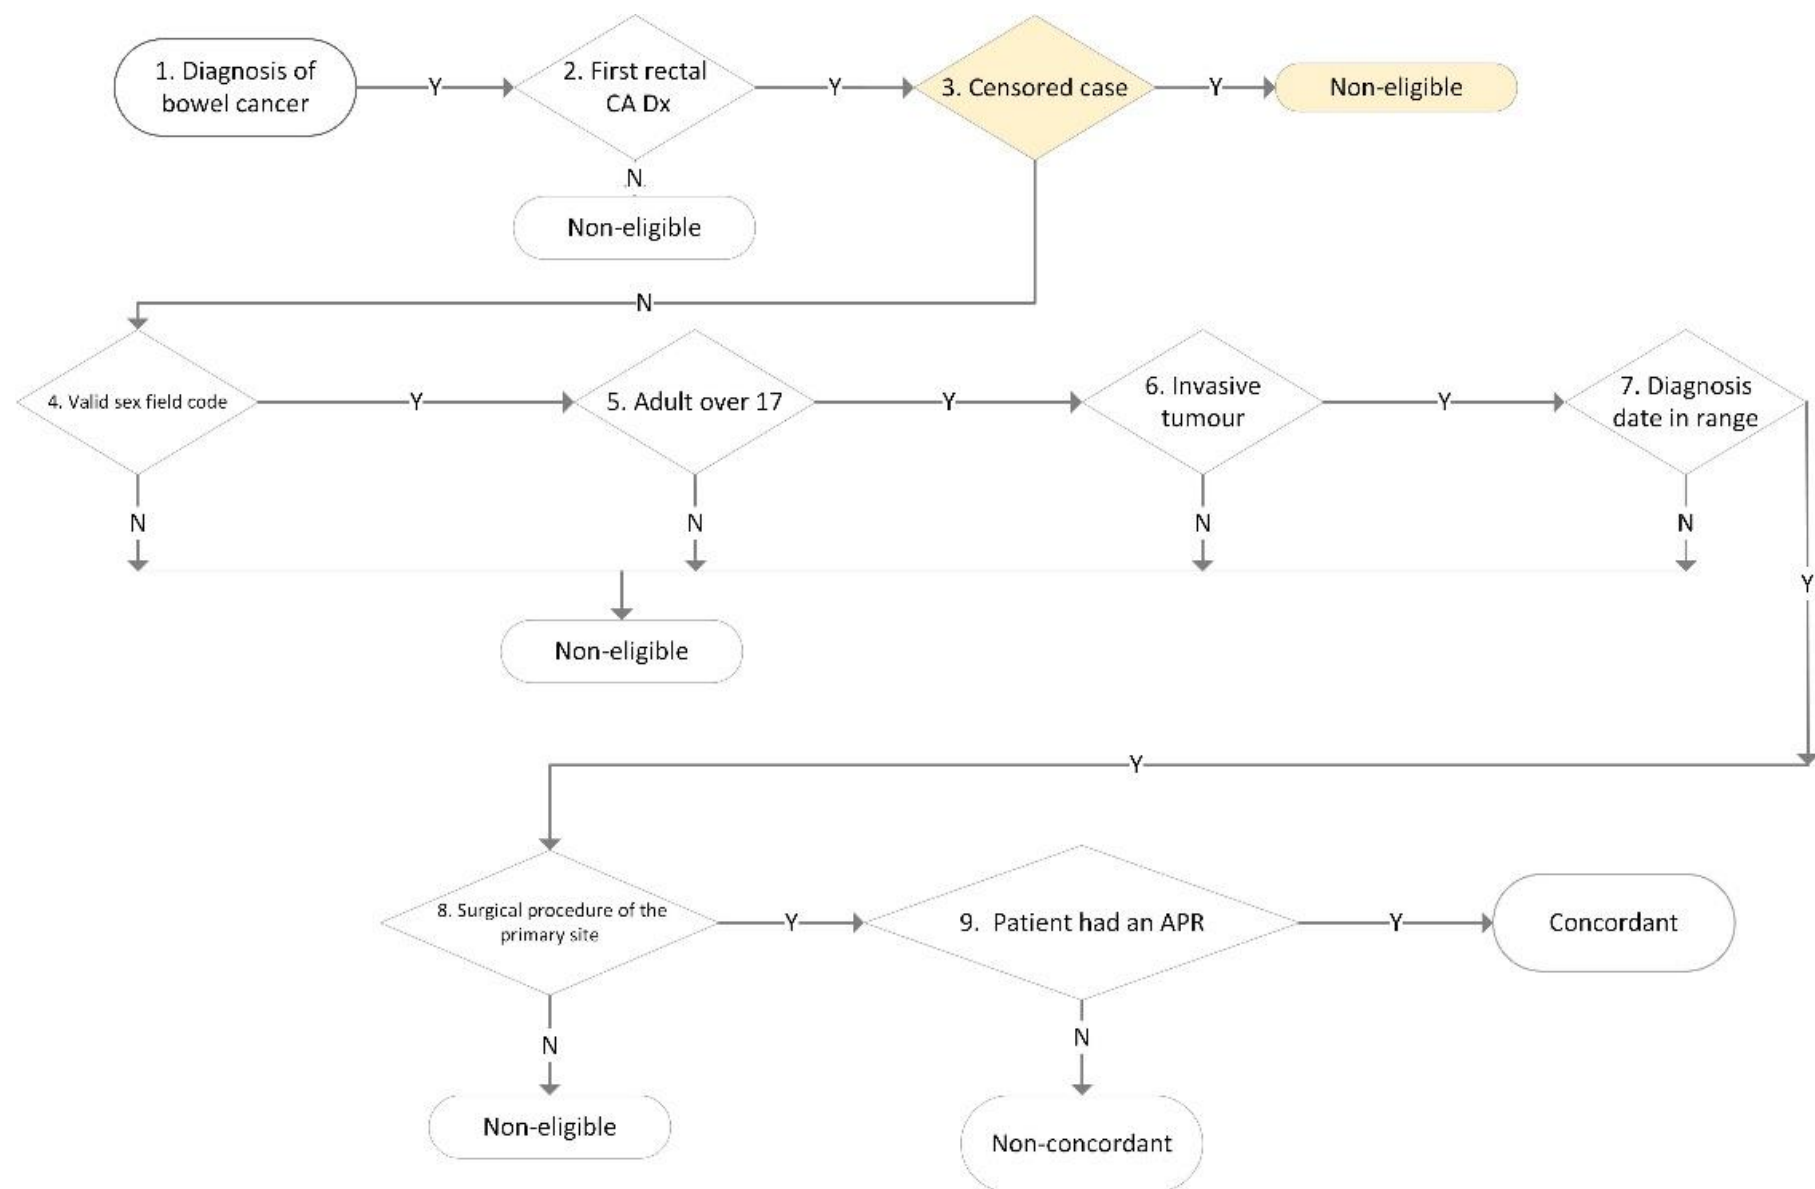 1. Diagnosis of
bowel cancer
Y
2. First rectal
CA Dx
Y
3. Censored case
Y
Non-eligible
N
Non-eligible
N
4. Valid sex field code
Y
5. Adult over 17
Y
6. Invasive
tumour
Y
7. Diagnosis
date in range
N
N
N
N
Y
Non-eligible
Y
8. Surgical procedure of the
primary site
Y
9. Patient had an APR
Y
Concordant
N
N
Non-eligible
Non-concordant